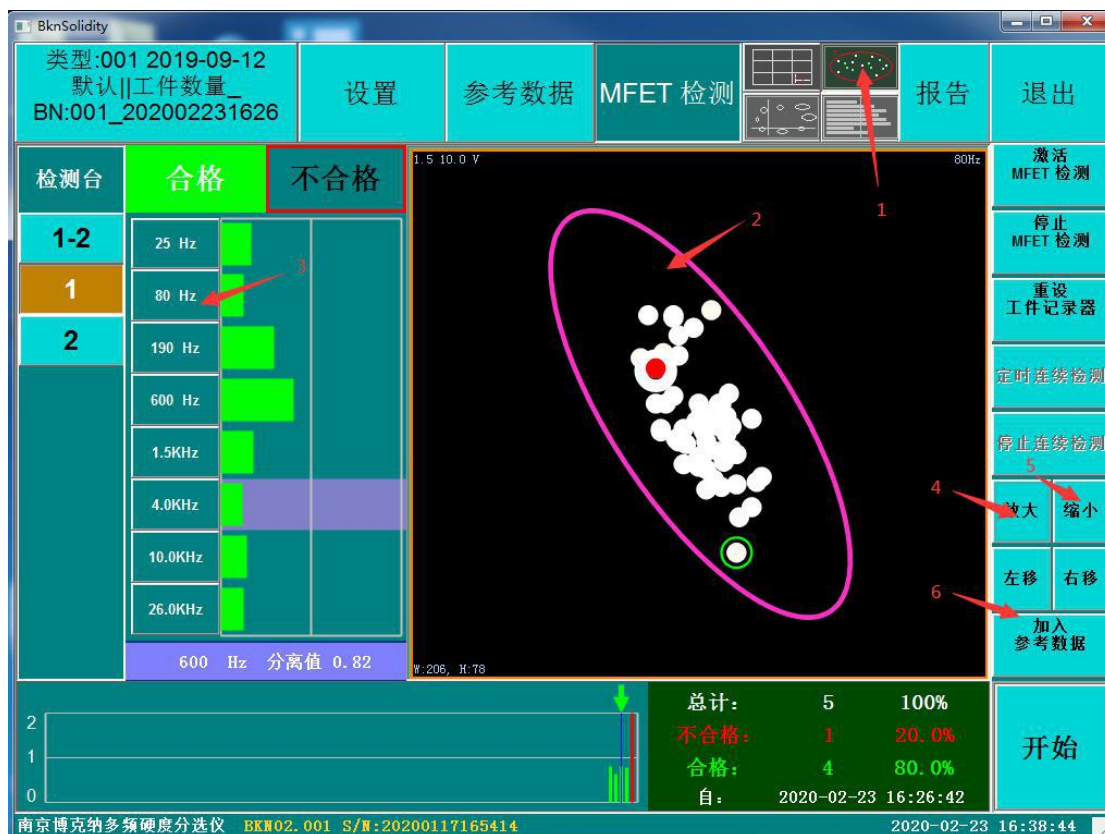 BknSolidity
类型:001 2019-09-12
默认||工件数量_
BN:001_202002231626
设置
参考数据
MFET 检测
报告
退出
1
检测台
1-2
1
2
合格
不合格
25 Hz
80 Hz
3
190 Hz
600 Hz
1.5KHz
4.0KHz
10.0KHz
26.0KHz
600 Hz 分离值 0.82
1.5 10.0 V
80Hz
2
W:206, H:78
激活
MFET 检测
停止
MFET 检测
重设
工件记录器
定时连续检测
停止连续检测
5
4
放大
缩小
左移
右移
6
加入
参考数据
2
1
0
总计: 5 100%
不合格: 1 20.0%
合格: 4 80.0%
自: 2020-02-23 16:26:42
开始
南京博克纳多频硬度分选仪 BKN02.001 S/N:20200117165414
2020-02-23 16:38:44